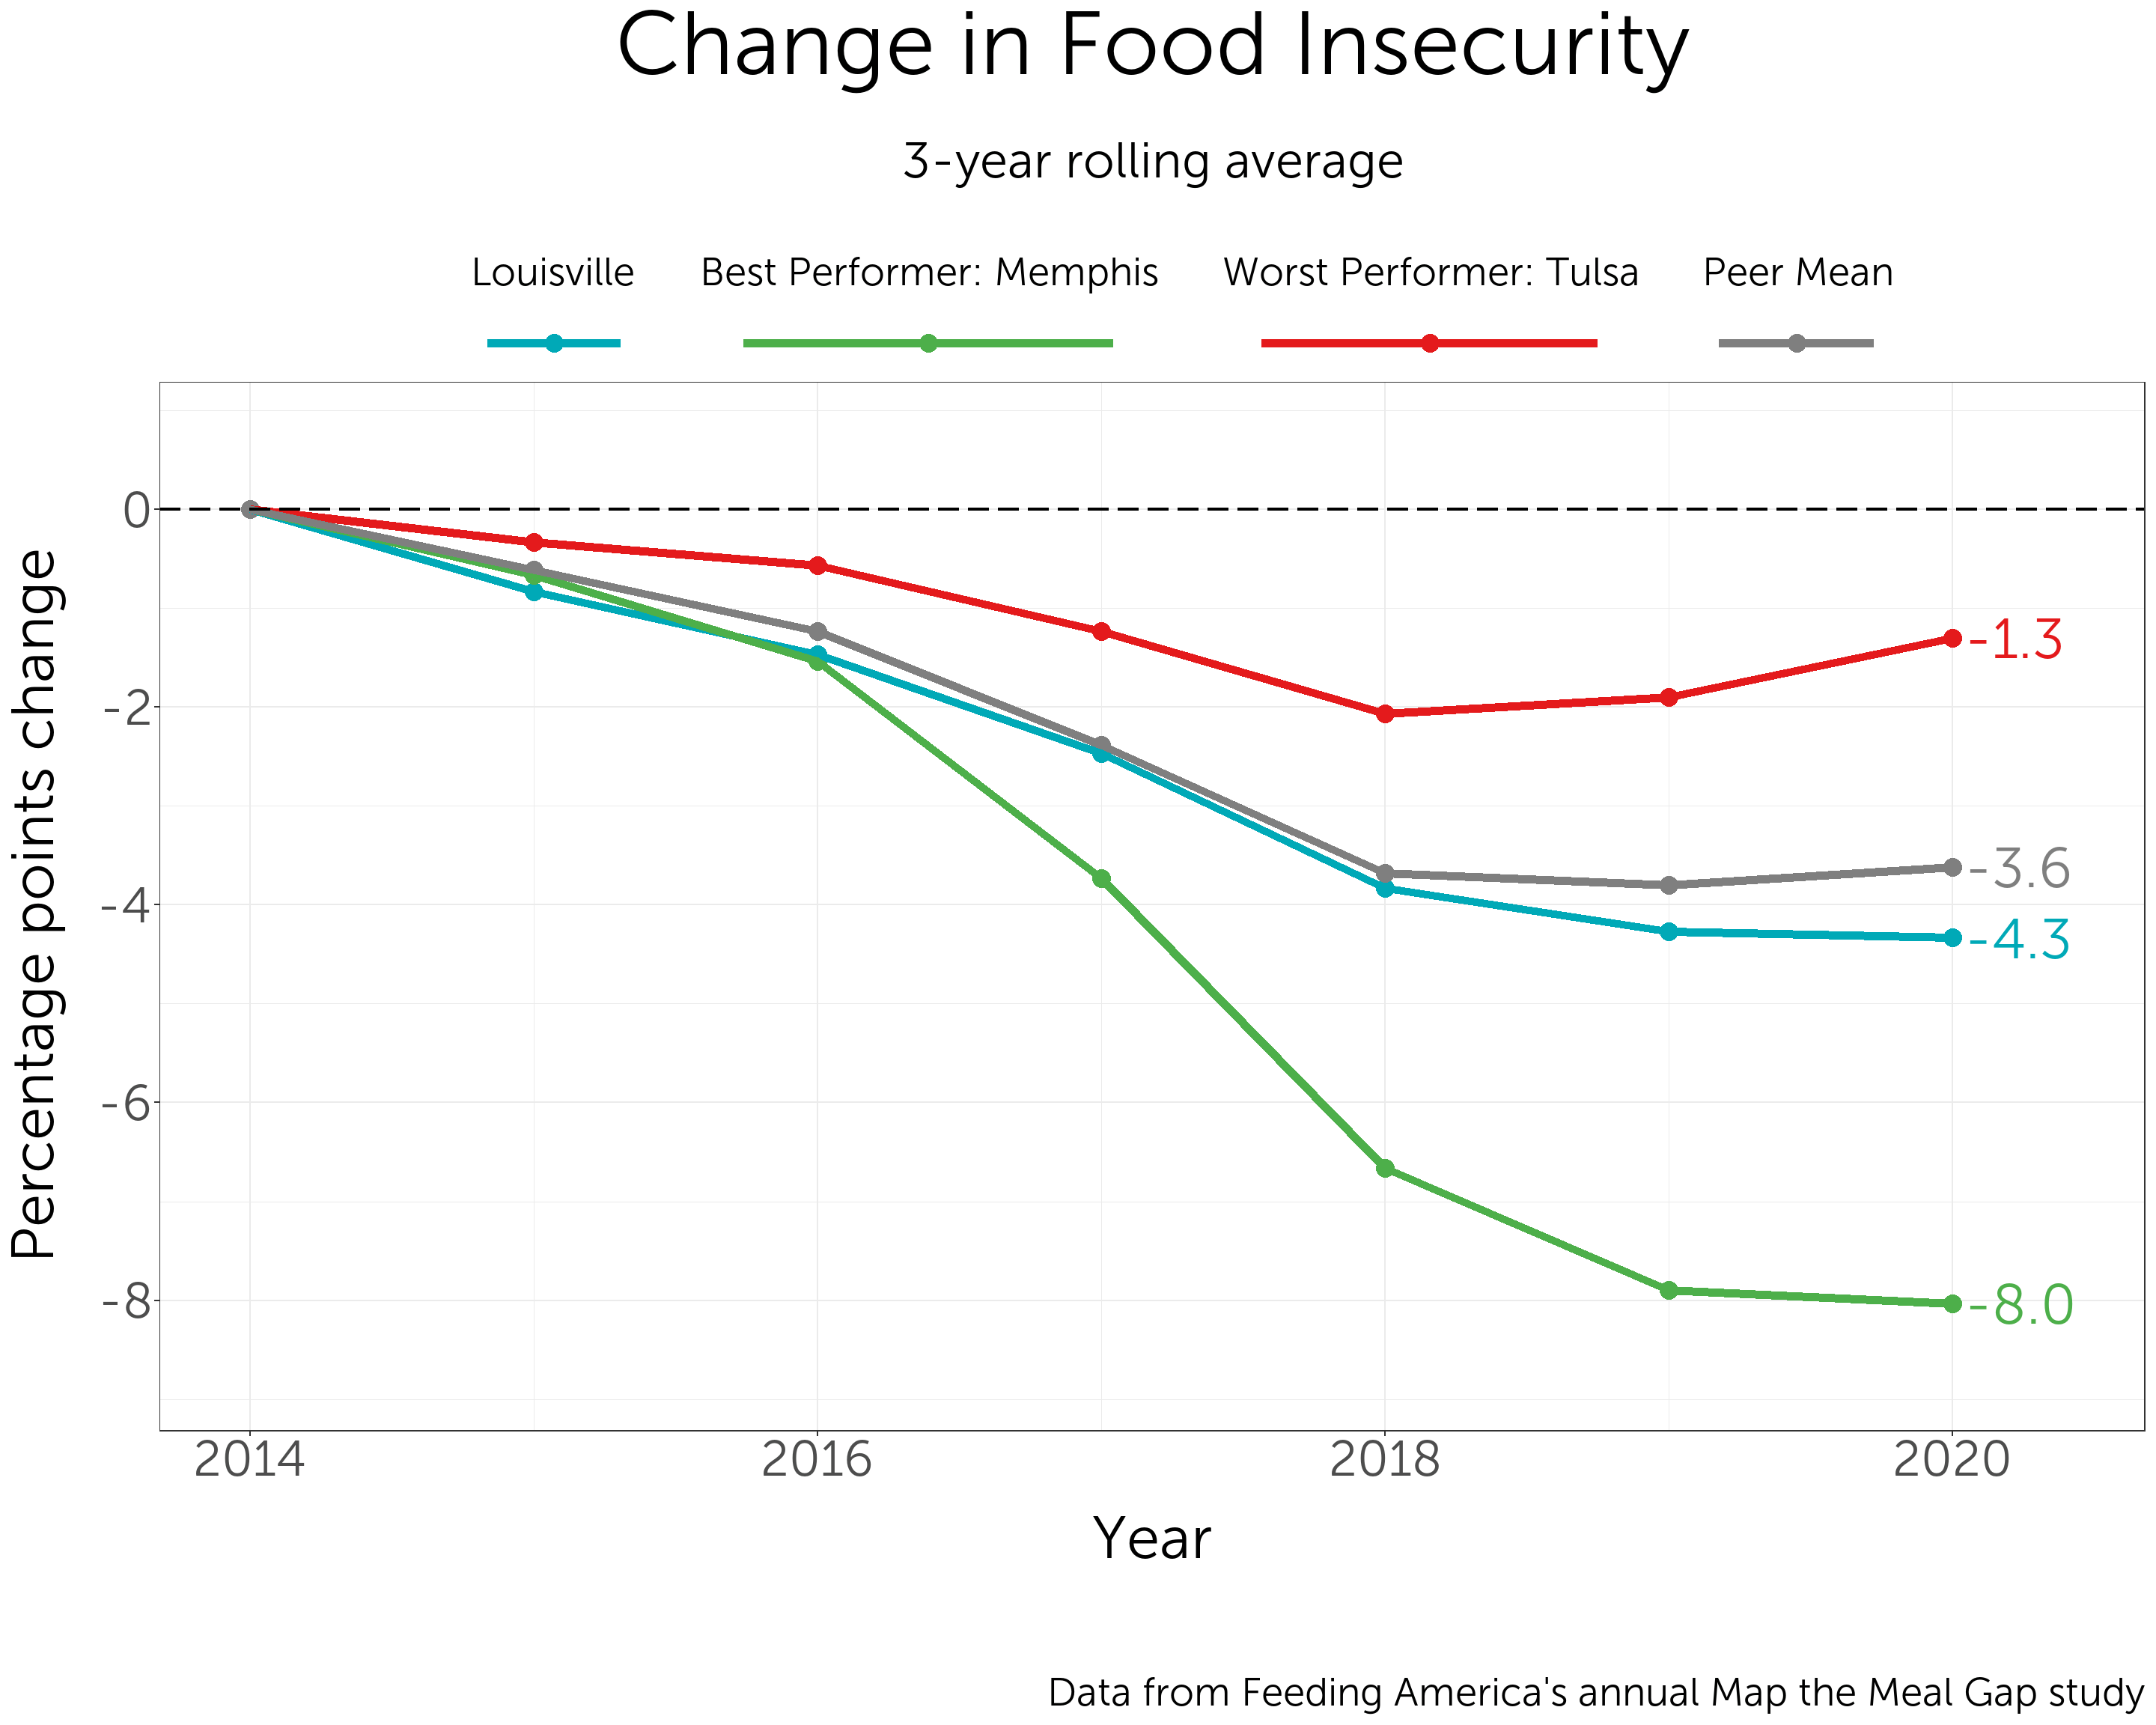 Change in Food Insecurity
3-year rolling average
Louisville Best Performer: Memphis Worst Performer: Tulsa Peer Mean
Percentage points change
0
-2
-4
-6
-8
-1.3
-3.6
-4.3
-8.0
2014 2016 2018 2020
Year
Data from Feeding America's annual Map the Meal Gap study